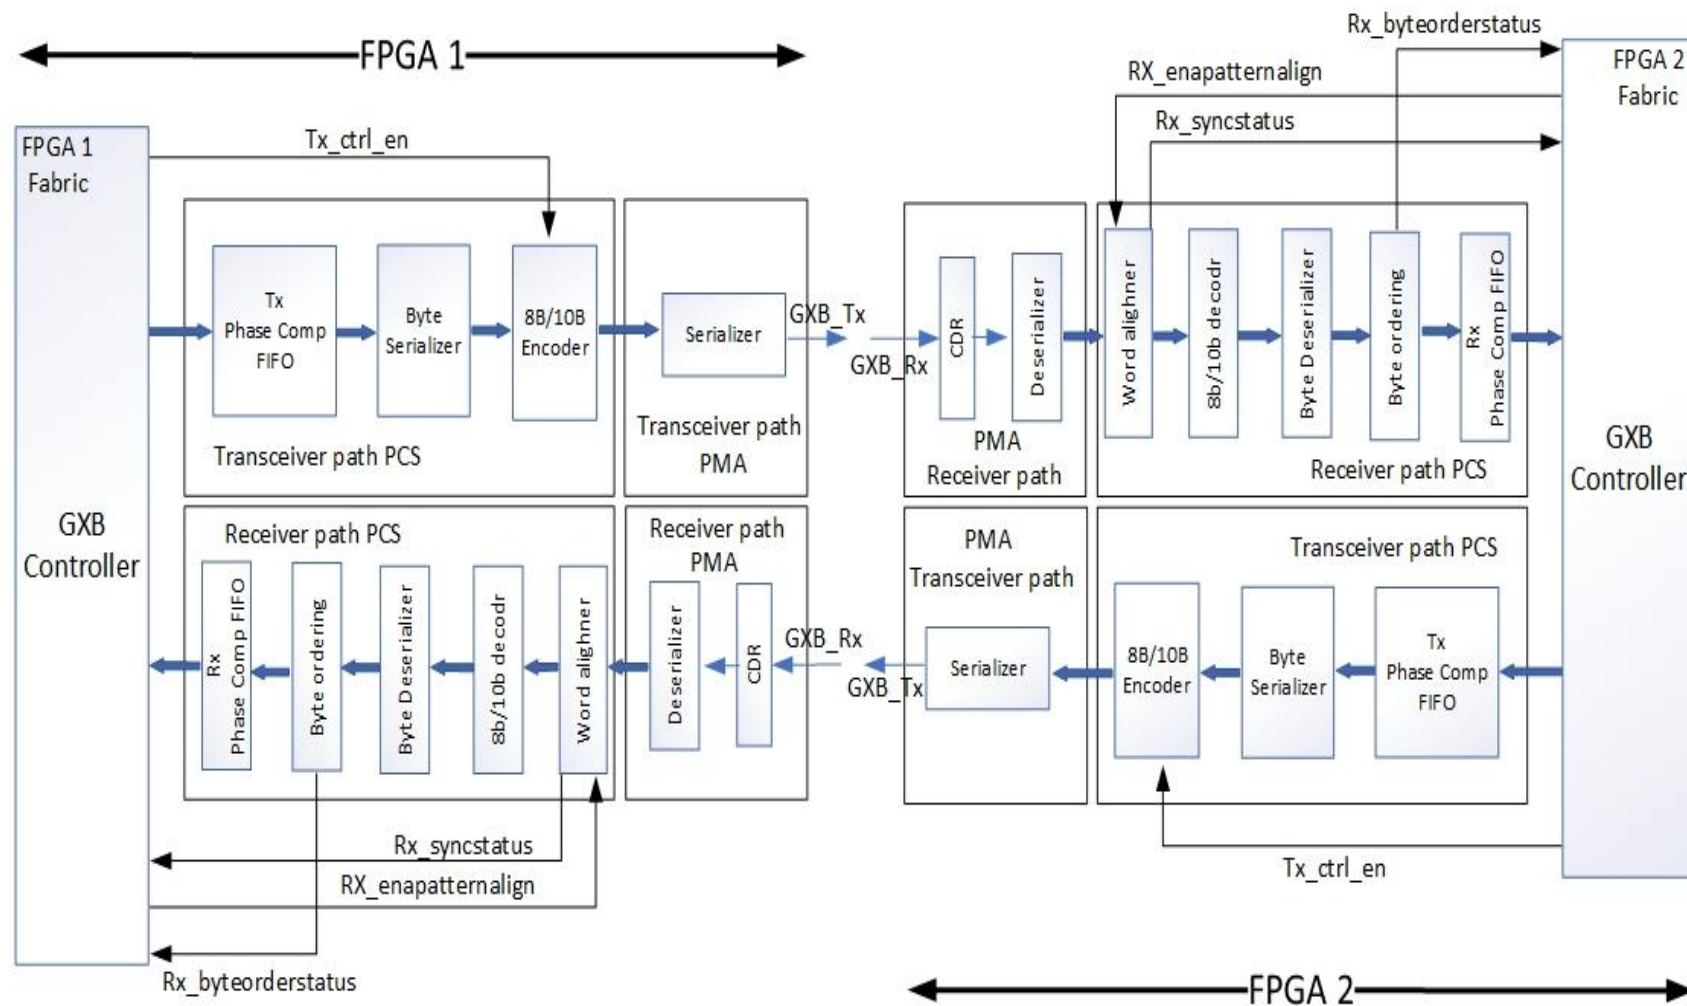 FPGA 1
Rx_byteorderstatus
RX_enapatternalign
Rx_syncstatus
FPGA 2
Fabric
GXB
Controller
FPGA 1
Fabric
GXB
Controller
Tx_ctrl_en
Tx
Phase Comp
FIFO
Byte
Serializer
8B/10B
Encoder
Transceiver path PCS
Serializer
Transceiver path
PMA
GXB_Tx
GXB_Rx
CDR
Deserializer
PMA
Receiver path
Word alighner
8b/10b decodr
Byte Deserializer
Byte ordering
Rx
Phase Comp FIFO
Receiver path PCS
Receiver path PCS
Rx
Phase Comp FIFO
Byte ordering
Byte Deserializer
8b/10b decodr
Word alighner
Receiver path
PMA
Deserializer
CDR
GXB_Rx
GXB_Tx
PMA
Transceiver path
Serializer
Transceiver path PCS
8B/10B
Encoder
Byte
Serializer
Tx
Phase Comp
FIFO
Rx_syncstatus
RX_enapatternalign
Rx_byteorderstatus
Tx_ctrl_en
FPGA 2